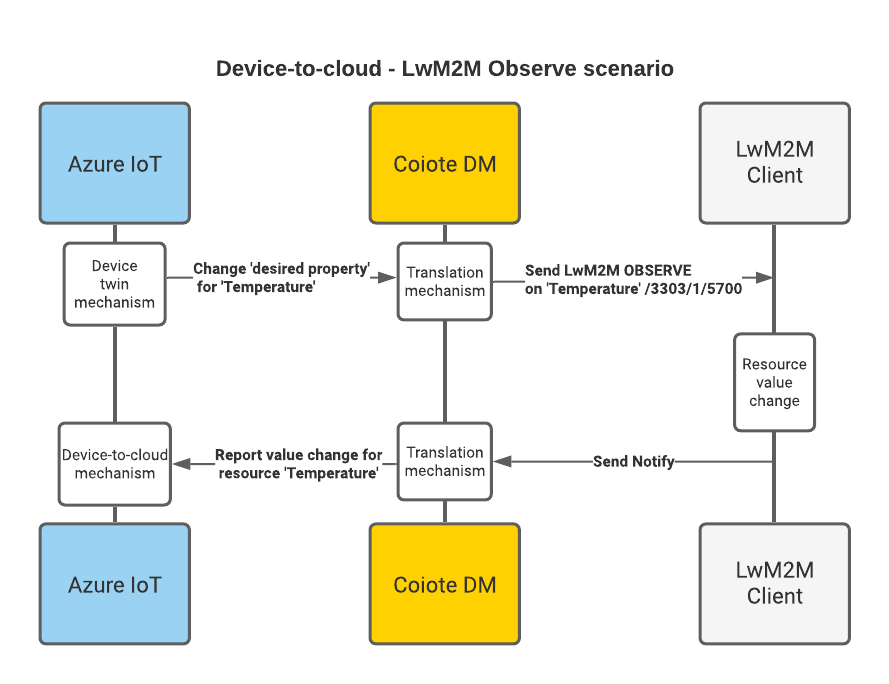 Device-to-cloud - LwM2M Observe scenario
Azure IoT
Coiote DM
LwM2M
Client
Device
twin
mechanism
Change 'desired property'
for 'Temperature'
Translation
mechanism
Send LwM2M OBSERVE
on 'Temperature' /3303/1/5700
Resource
value
change
Device-to-cloud
mechanism
Report value change for
resource 'Temperature'
Translation
mechanism
Send Notify
Azure IoT
Coiote DM
LwM2M
Client